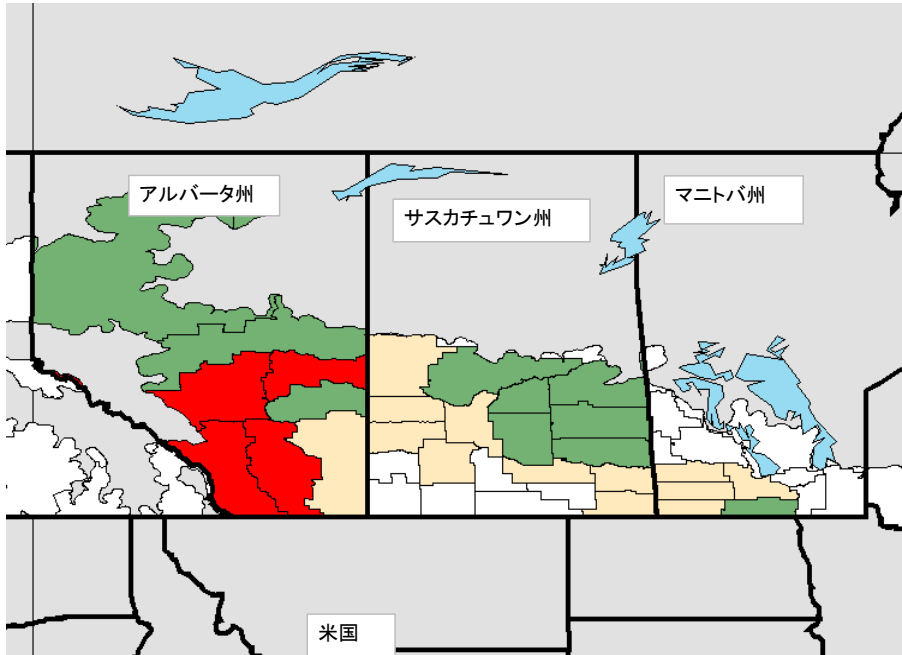 アルバータ州
サスカチュワン州
マニトバ州
米国